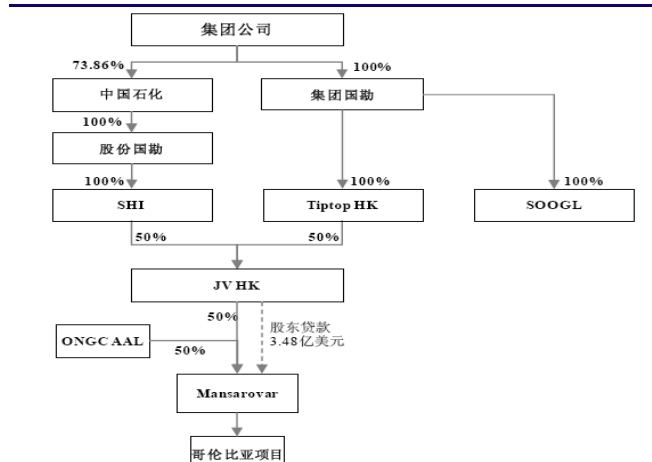 集团公司
73.86%
100%
中国石化
集团国勘
100%
股份国勘
100%
100%
100%
SHI
Tiptop HK
SOOGL
50%
50%
JV HK
50%
股东贷款
3.48亿美元
ONGC AAL
50%
Mansarovar
哥伦比亚项目